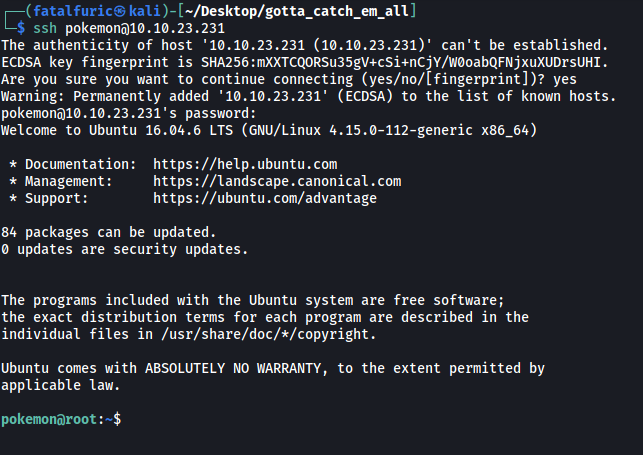 ┌──(fatalfuric㉿kali)-[~/Desktop/gotta_catch_em_all]
└─$ ssh pokemon@10.10.23.231
The authenticity of host '10.10.23.231 (10.10.23.231)' can't be established.
ECDSA key fingerprint is SHA256:mXXTCQORSu35gV+cSi+nCjY/W0oabQFNjxuXUDrsUHI.
Are you sure you want to continue connecting (yes/no/[fingerprint])? yes
Warning: Permanently added '10.10.23.231' (ECDSA) to the list of known hosts.
pokemon@10.10.23.231's password:
Welcome to Ubuntu 16.04.6 LTS (GNU/Linux 4.15.0-112-generic x86_64)
* Documentation:  https://help.ubuntu.com
* Management:     https://landscape.canonical.com
* Support:        https://ubuntu.com/advantage
84 packages can be updated.
0 updates are security updates.
The programs included with the Ubuntu system are free software;
the exact distribution terms for each program are described in the
individual files in /usr/share/doc/*/copyright.
Ubuntu comes with ABSOLUTELY NO WARRANTY, to the extent permitted by
applicable law.
pokemon@root:~$